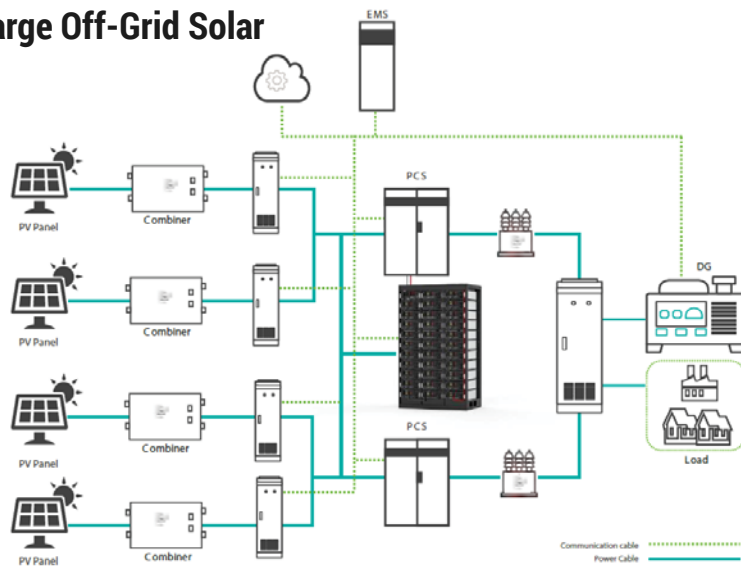 arge Off-Grid Solar
EMS
PCS
PV Panel
Combiner
DG
PV Panel
Combiner
PV Panel
Combiner
PCS
Load
PV Panel
Combiner
Communication cable
Power Cable